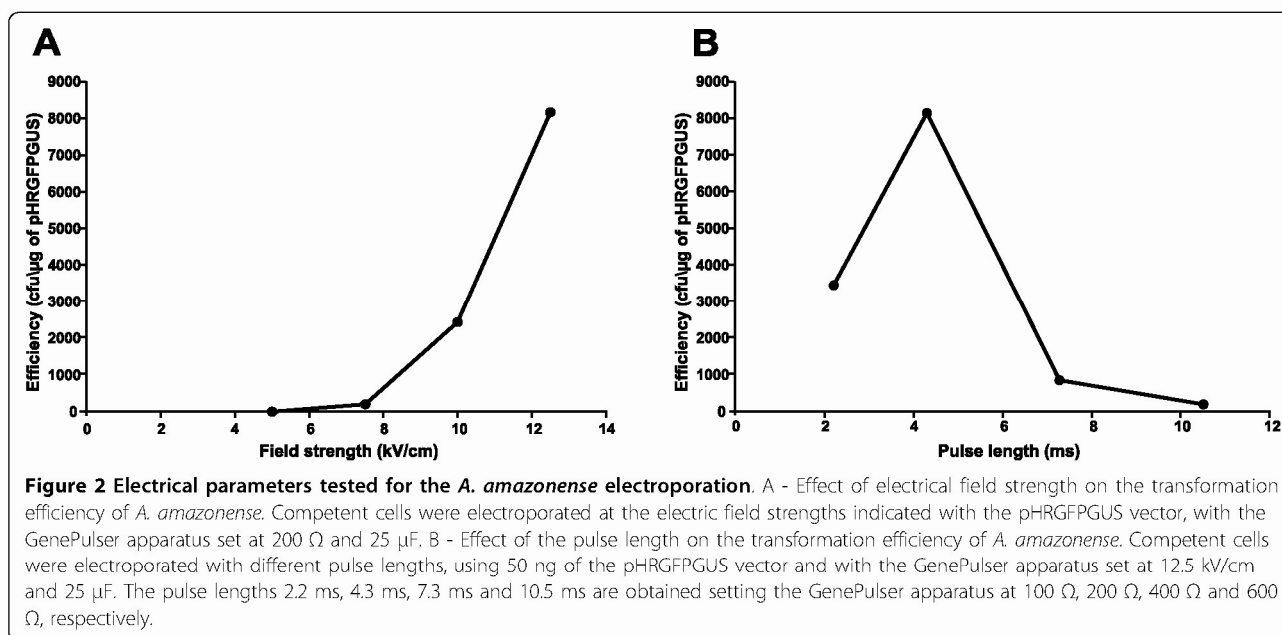 A
Efficiency (cfu\µg of pHRGFPGUS)
9000
8000
7000
6000
5000
4000
3000
2000
1000
0
0 2 4 6 8 10 12 14
Field strength (kV/cm)
B
Efficiency (cfu\µg of pHRGFPGUS)
9000
8000
7000
6000
5000
4000
3000
2000
1000
0
0 2 4 6 8 10 12
Pulse length (ms)
Figure 2 Electrical parameters tested for the A. amazonense electroporation. A - Effect of electrical field strength on the transformation
efficiency of A. amazonense. Competent cells were electroporated at the electric field strengths indicated with the pHRGFPGUS vector, with the
GenePulser apparatus set at 200 Ω and 25 µF. B - Effect of the pulse length on the transformation efficiency of A. amazonense. Competent cells
were electroporated with different pulse lengths, using 50 ng of the pHRGFPGUS vector and with the GenePulser apparatus set at 12.5 kV/cm
and 25 µF. The pulse lengths 2.2 ms, 4.3 ms, 7.3 ms and 10.5 ms are obtained setting the GenePulser apparatus at 100 Ω, 200 Ω, 400 Ω and 600
Ω, respectively.